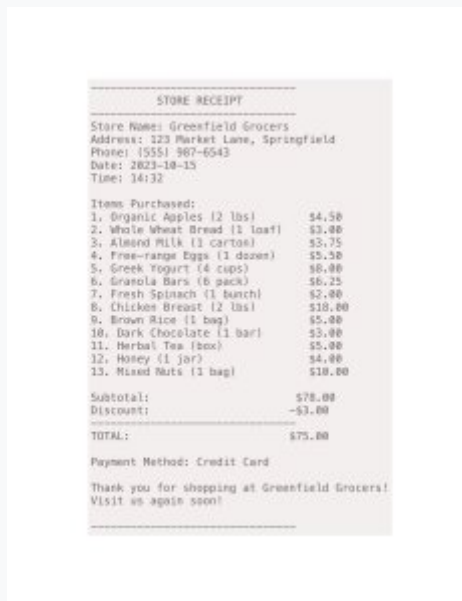 STORE RECEIPT
Store Name: Greenfield Grocers
Address: 123 Market Lane, Springfield
Phone: (555) 987-6543
Date: 2023-10-15
Time: 14:32
Items Purchased:
1. Organic Apples (2 lbs) $4.50
2. Whole Wheat Bread (1 loaf) $3.00
3. Almond Milk (1 carton) $3.75
4. Free-range Eggs (1 dozen) $5.50
5. Greek Yogurt (4 cups) $8.00
6. Granola Bars (6 pack) $6.25
7. Fresh Spinach (1 bunch) $2.00
8. Chicken Breast (2 lbs) $18.00
9. Brown Rice (1 bag) $5.00
10. Dark Chocolate (1 bar) $3.00
11. Herbal Tea (box) $5.00
12. Honey (1 jar) $4.00
13. Mixed Nuts (1 bag) $10.00
Subtotal: $78.00
Discount: -$3.00
TOTAL: $75.00
Payment Method: Credit Card
Thank you for shopping at Greenfield Grocers!
Visit us again soon!